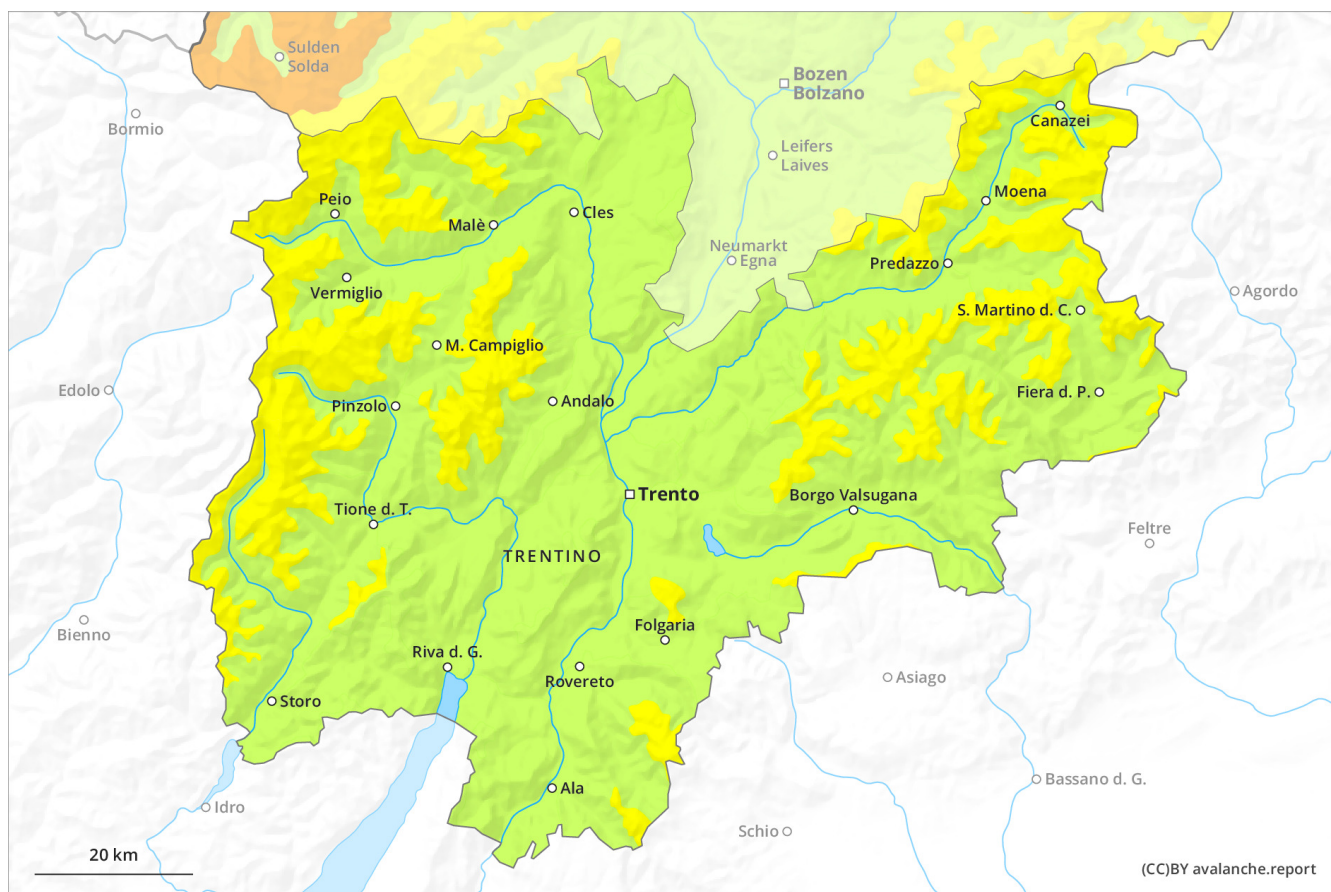 Sulden
Solda
Bozen
Bolzano
Canazei
Bormio
Leifers
Laives
Peio
Moena
Malè
Cles
Neumarkt
Egna
Predazzo
Vermiglio
Agordo
S. Martino d. C.
M. Campiglio
Edolo
Fiera d. P.
Pinzolo
Andalo
Trento
Borgo Valsugana
Tione d. T.
Feltre
TRENTINO
Bienno
Folgaria
Riva d. G.
Rovereto
Asiago
Storo
Bassano d. G.
Ala
Idro
Schio
20 km
(CC)BY avalanche.report